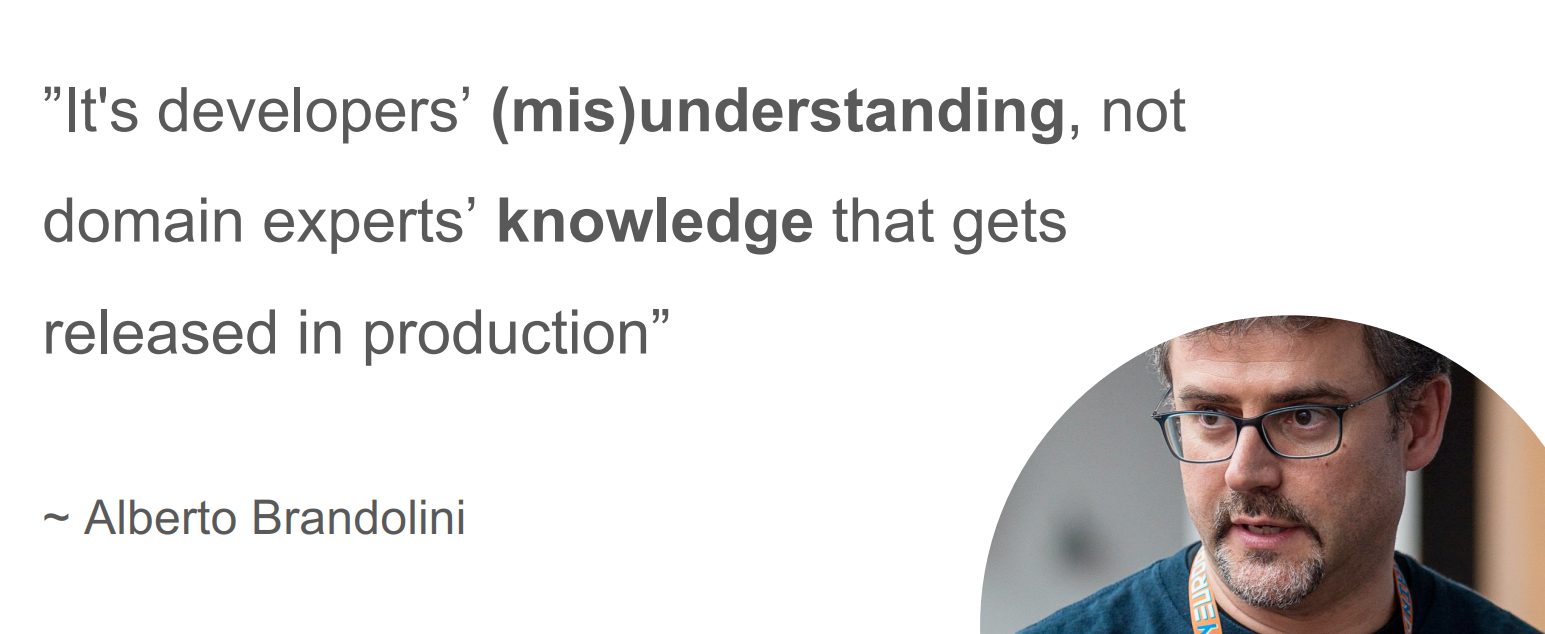 ”It's developers’ (mis)understanding, not
domain experts’ knowledge that gets
released in production”
~ Alberto Brandolini